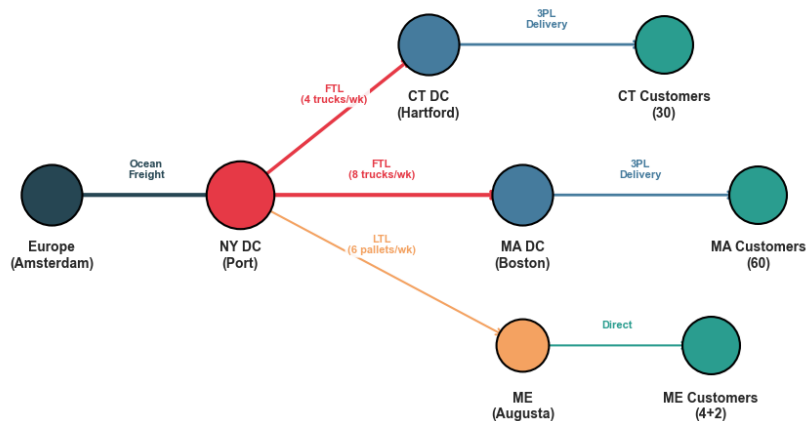 3PL
Delivery
FTL
(4 trucks/wk)
CT DC
(Hartford)
CT Customers
(30)
Ocean
Freight
FTL
(8 trucks/wk)
3PL
Delivery
Europe
(Amsterdam)
NY DC
(Port)
LTL
(6 pallets/wk)
MA DC
(Boston)
MA Customers
(60)
Direct
ME
(Augusta)
ME Customers
(4+2)